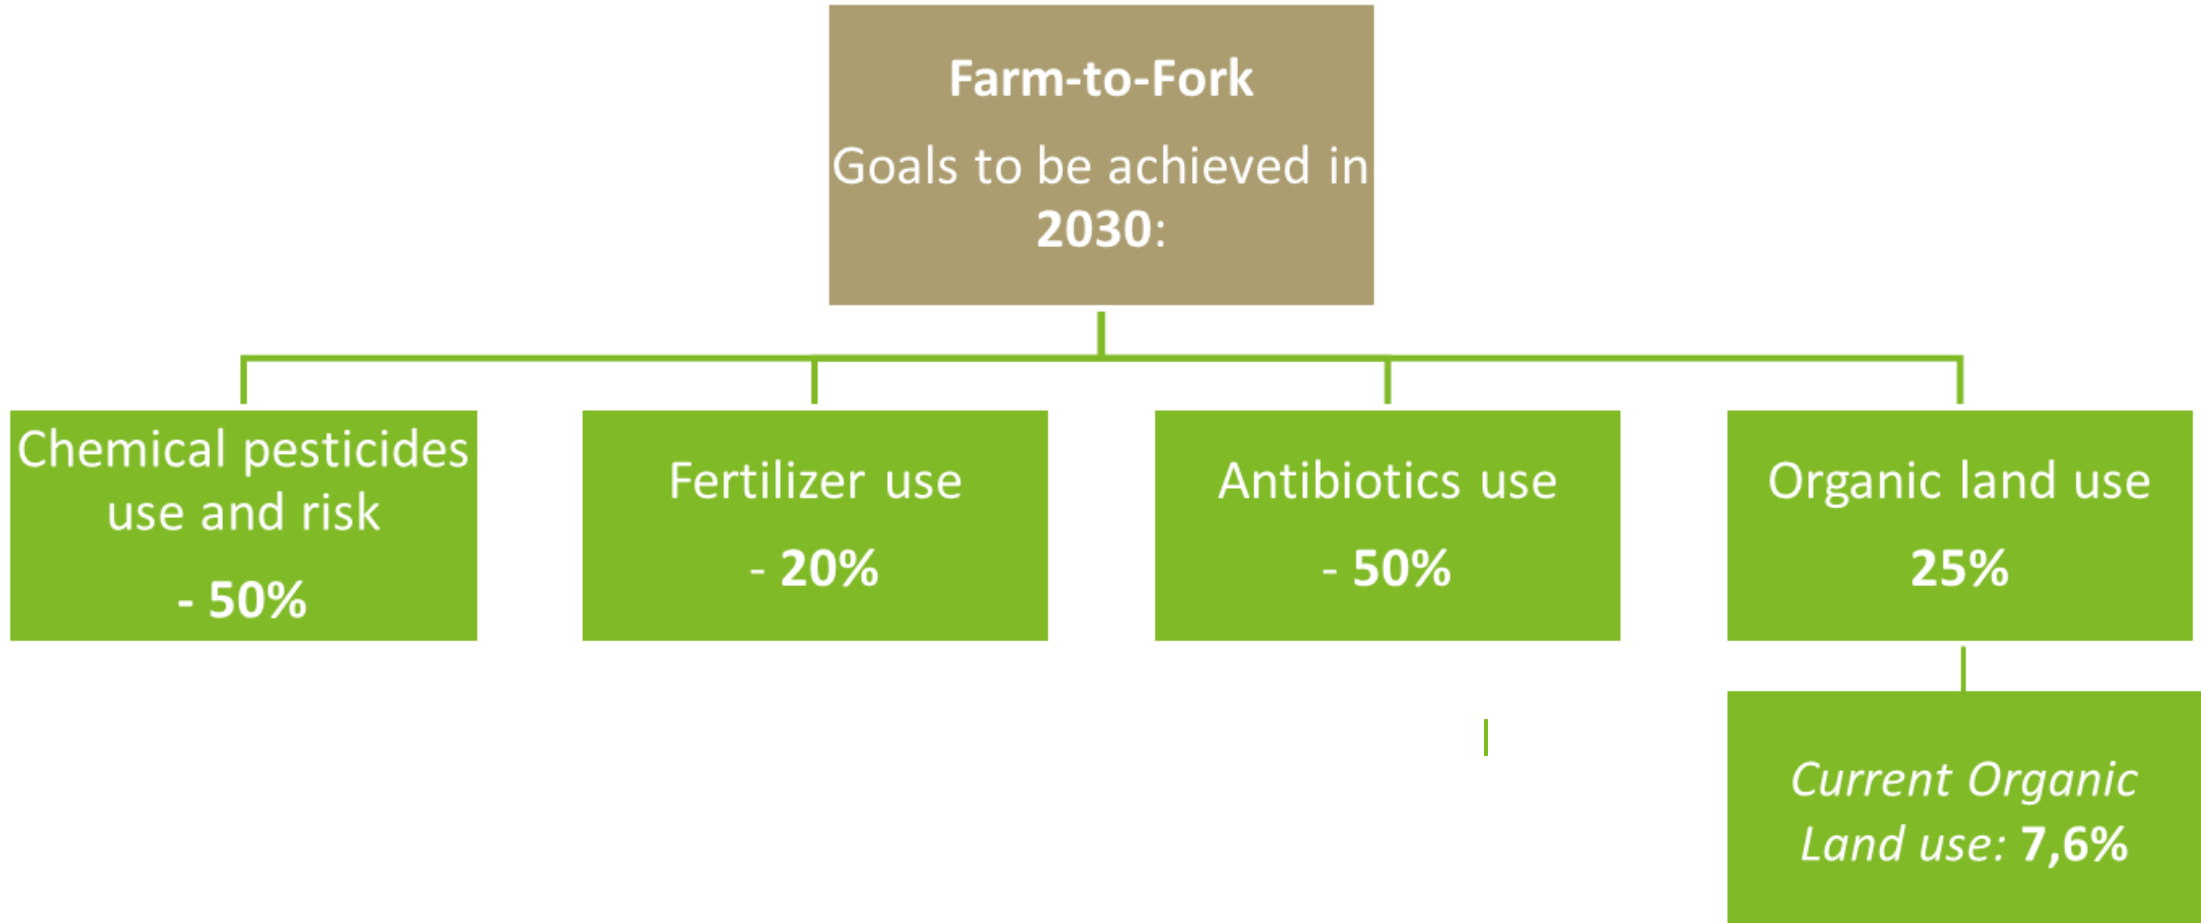 Farm-to-Fork
Goals to be achieved in
2030:
Chemical pesticides
use and risk
- 50%
Fertilizer use
- 20%
Antibiotics use
- 50%
Organic land use
25%
Current Organic
Land use: 7,6%